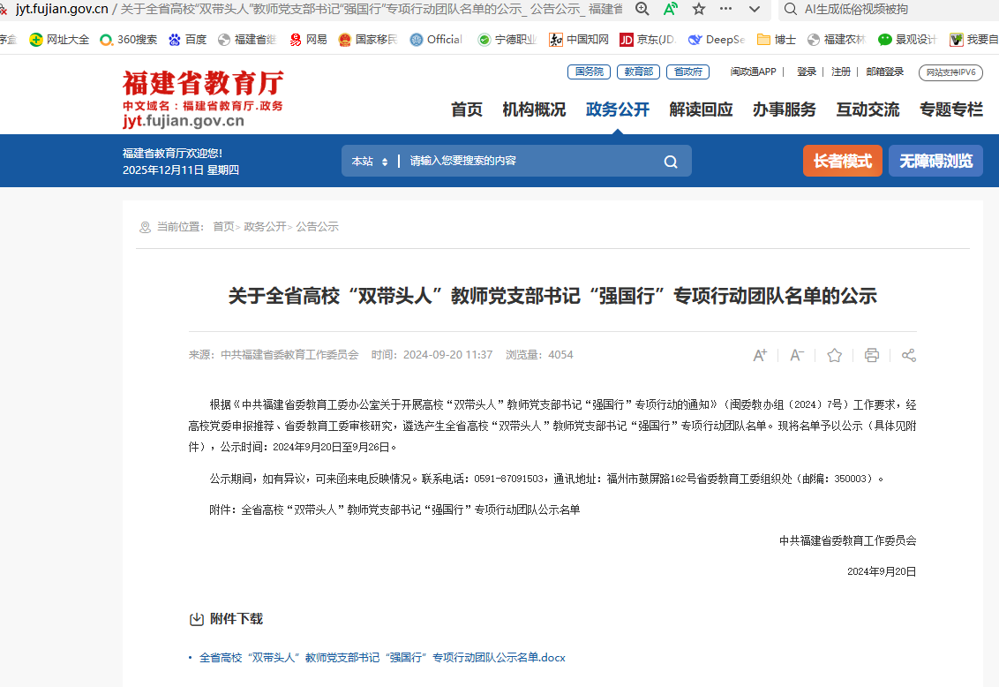 jyt.fujian.gov.cn / 关于全省高校“双带头人”教师党支部书记“强国行”专项行动团队名单的公示_ 公告公示_ 福建省 AI生成低俗视频被拘
网址大全 360搜索 百度 福建省继 网易 国家移民 Official 宁德职业 中国知网 京东(JD. DeepSe 博士 福建农林 景观设计 我要自
福建省教育厅
中文域名：福建省教育厅.政务
jyt.fujian.gov.cn
国务院 教育部 省政府 闽政通APP | 登录 | 注册 | 邮箱登录 网站支持IPV6
首页 机构概况 政务公开 解读回应 办事服务 互动交流 专题专栏
福建省教育厅欢迎您!
2025年12月11日 星期四
本站 请输入您要搜索的内容
长者模式 无障碍浏览
当前位置： 首页> 政务公开> 公告公示
关于全省高校“双带头人”教师党支部书记“强国行”专项行动团队名单的公示
来源：中共福建省委教育工作委员会 时间：2024-09-20 11:37 浏览量：4054
A+ A−
根据《中共福建省委教育工委办公室关于开展高校“双带头人”教师党支部书记“强国行”专项行动的通知》（闽委教办组〔2024〕7号）工作要求，经
高校党委申报推荐、省委教育工委审核研究，遴选产生全省高校“双带头人”教师党支部书记“强国行”专项行动团队名单。现将名单予以公示（具体见附
件），公示时间：2024年9月20日至9月26日。
公示期间，如有异议，可来函来电反映情况。联系电话：0591-87091503，通讯地址：福州市鼓屏路162号省委教育工委组织处（邮编：350003）。
附件：全省高校“双带头人”教师党支部书记“强国行”专项行动团队公示名单
中共福建省委教育工作委员会
2024年9月20日
附件下载
• 全省高校“双带头人”教师党支部书记“强国行”专项行动团队公示名单.docx